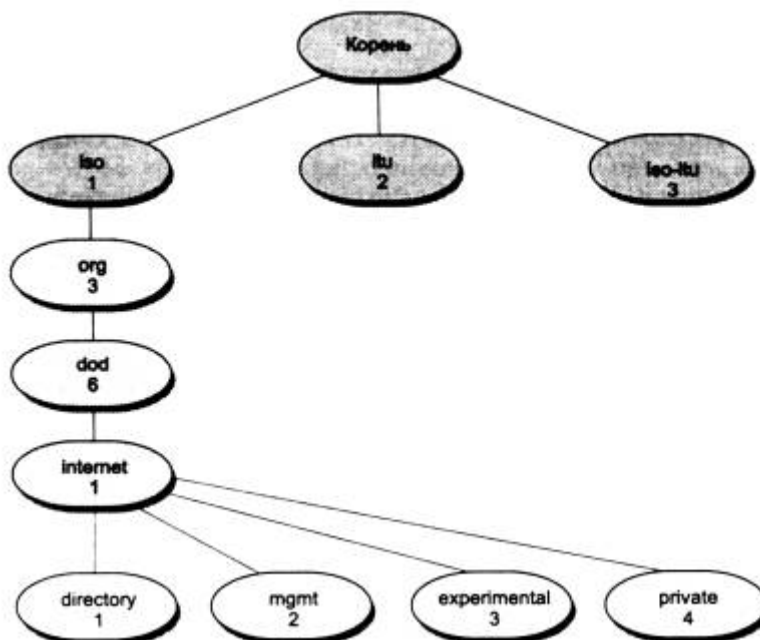 Корень
iso
1
itu
2
iso-itu
3
org
3
dod
6
internet
1
directory
1
mgmt
2
experimental
3
private
4